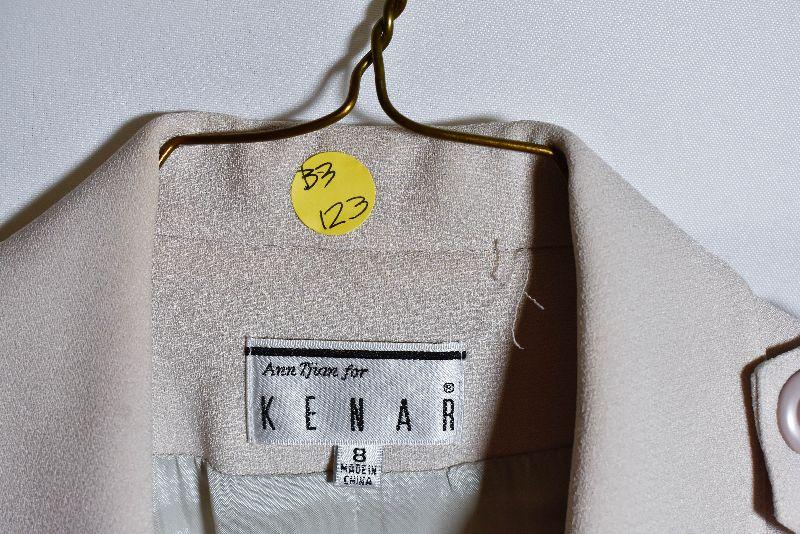 B3
123
Ann Tjian for
KENAR®
8
MADE IN
CHINA